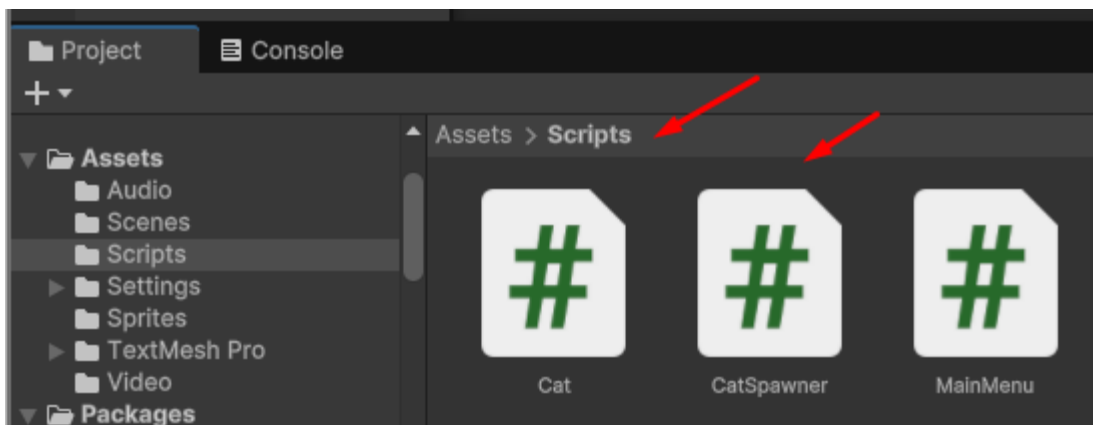 Project
Console
Assets
Audio
Scenes
Scripts
Settings
Sprites
TextMesh Pro
Video
Packages
Assets > Scripts
# # #
Cat CatSpawner MainMenu